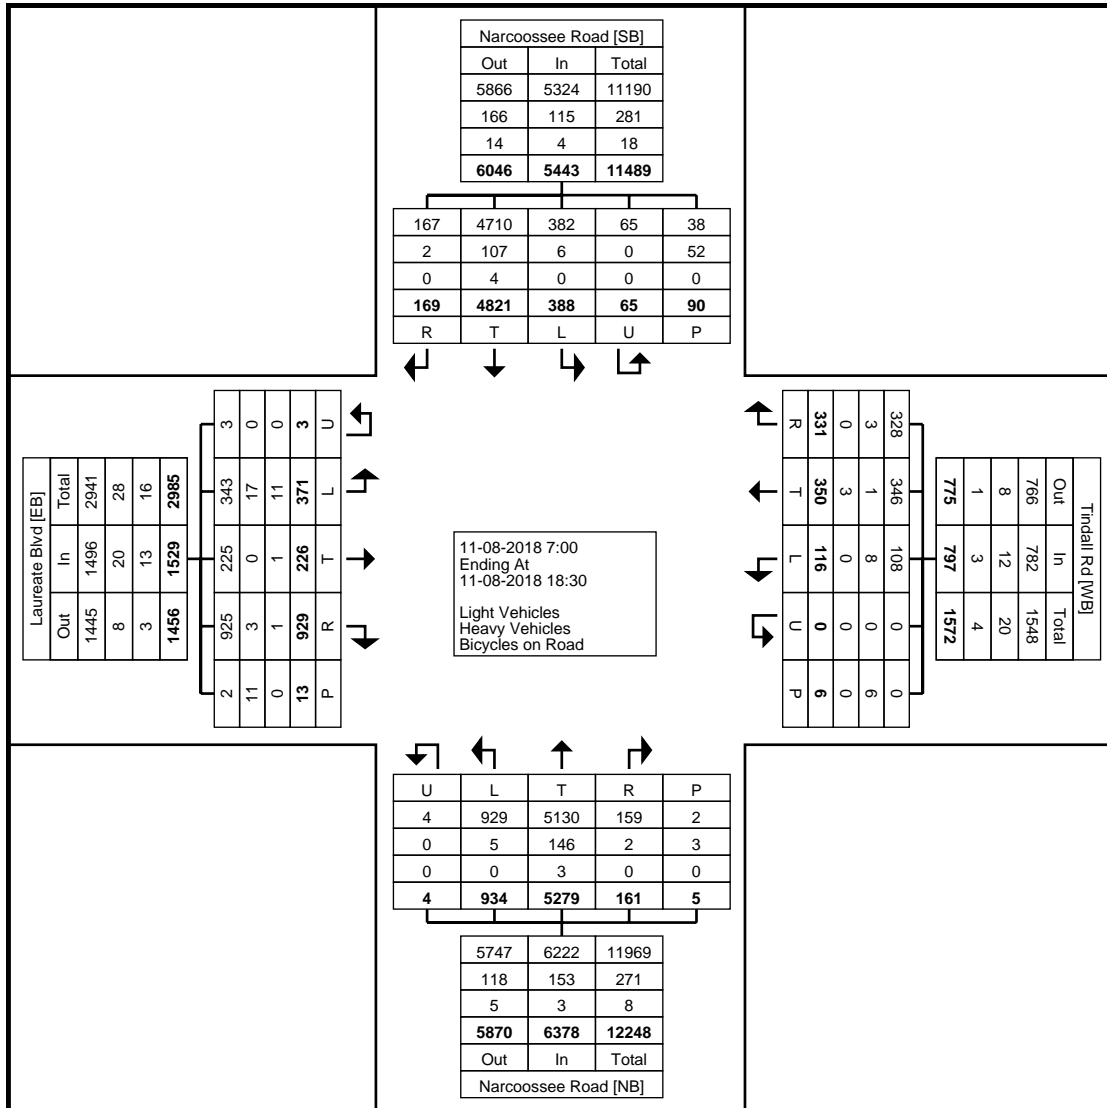 Narcoossee Road [SB]
Out In Total
5866 5324 11190
166 115 281
14 4 18
6046 5443 11489
167 4710 382 65 38
2 107 6 0 52
0 4 0 0 0
169 4821 388 65 90
R T L U P
Laureate Blvd [EB]
Total 2941 28 16 2985
In 1496 20 13 1529
Out 1445 8 3 1456
3 0 0 3 U
343 17 11 371 L
225 0 1 226 T
925 3 1 929 R
2 11 0 13 P
11-08-2018 7:00
Ending At
11-08-2018 18:30
Light Vehicles
Heavy Vehicles
Bicycles on Road
R 331 0 3 328
T 350 3 1 346
L 116 0 8 108
U 0 0 0 0
P 6 0 6 0
775 1 8 766 Out
797 3 12 782 In
1572 4 20 1548 Total
Tindall Rd [WB]
U L T R P
4 929 5130 159 2
0 5 146 2 3
0 0 3 0 0
4 934 5279 161 5
5747 6222 11969
118 153 271
5 3 8
5870 6378 12248
Out In Total
Narcoossee Road [NB]